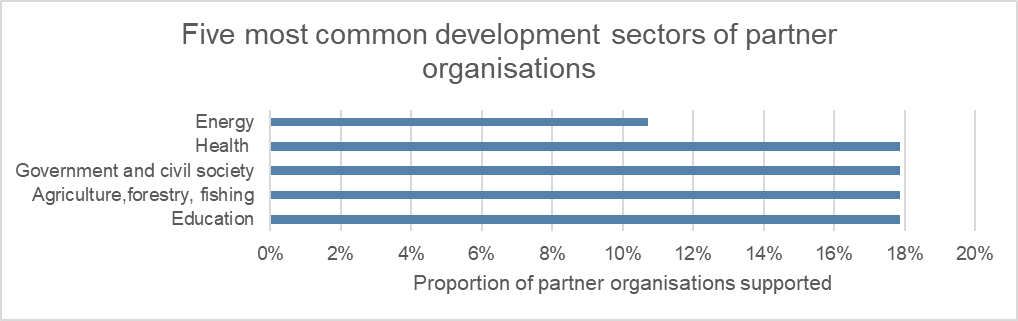 Five most common development sectors of partner
organisations
Energy
Health
Government and civil society
Agriculture,forestry, fishing
Education
0% 2% 4% 6% 8% 10% 12% 14% 16% 18% 20%
Proportion of partner organisations supported